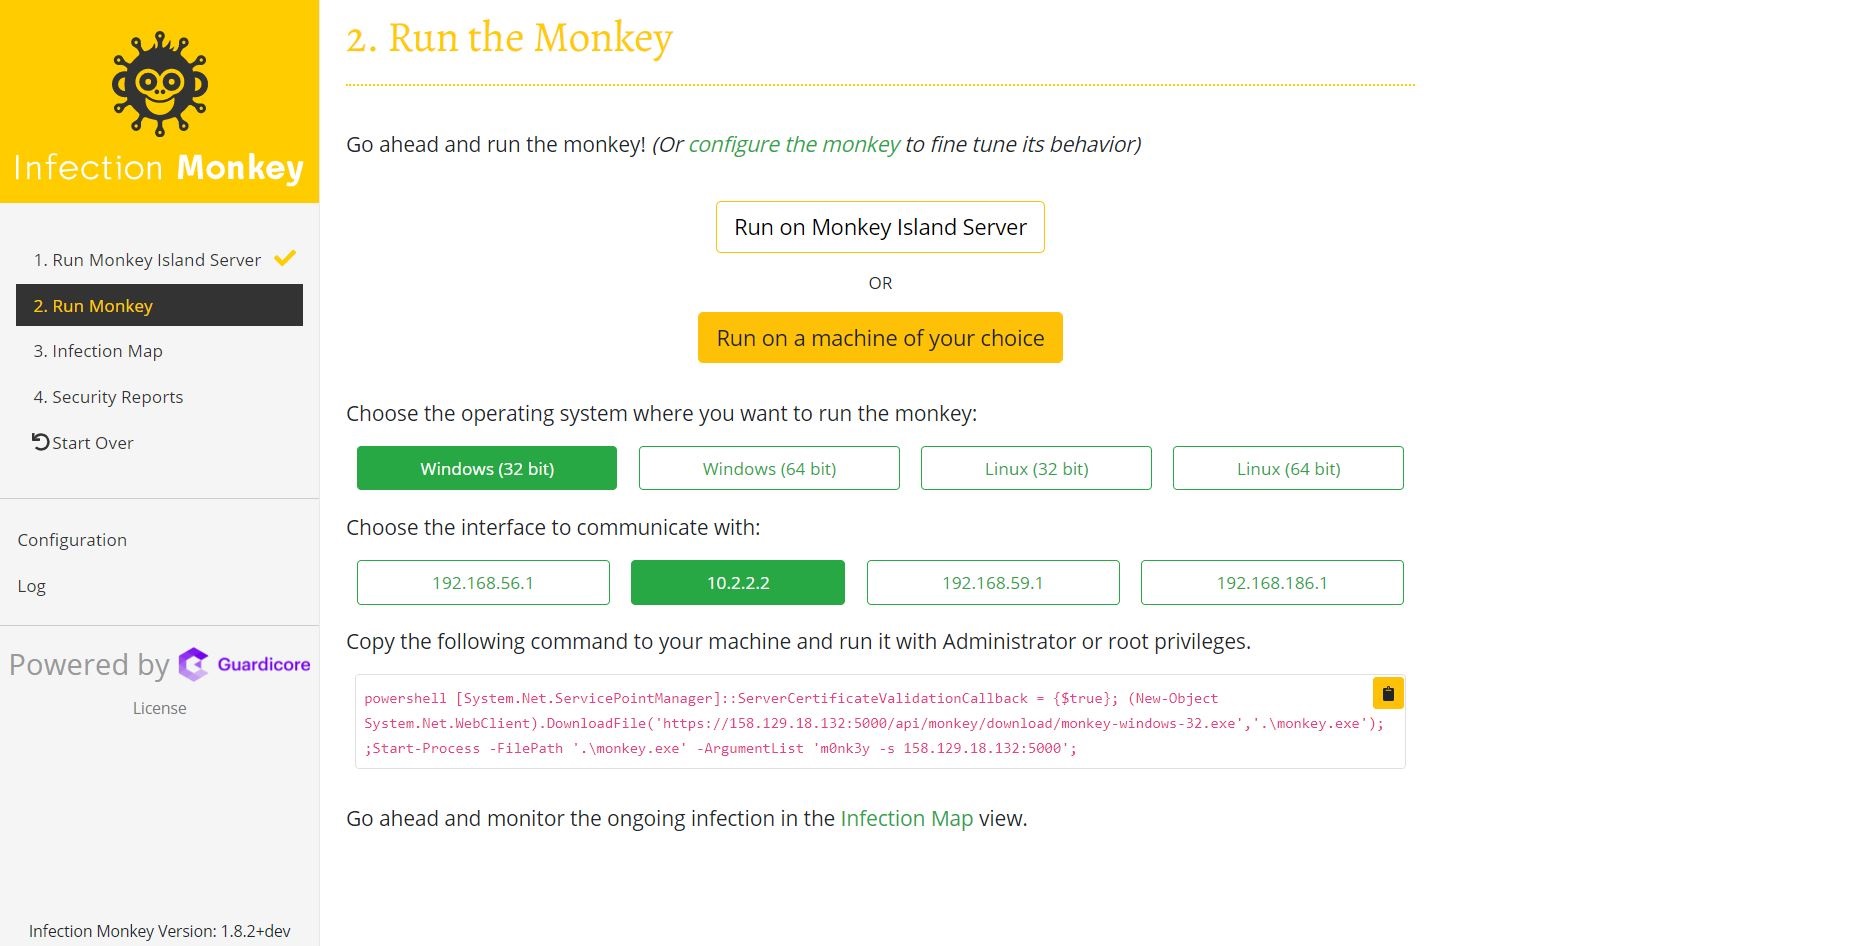 Infection Monkey
1. Run Monkey Island Server
2. Run Monkey
3. Infection Map
4. Security Reports
Start Over
Configuration
Log
Powered by Guardicore
License
Infection Monkey Version: 1.8.2+dev
2. Run the Monkey
Go ahead and run the monkey! (Or configure the monkey to fine tune its behavior)
Run on Monkey Island Server
OR
Run on a machine of your choice
Choose the operating system where you want to run the monkey:
Windows (32 bit) Windows (64 bit) Linux (32 bit) Linux (64 bit)
Choose the interface to communicate with:
192.168.56.1 10.2.2.2 192.168.59.1 192.168.186.1
Copy the following command to your machine and run it with Administrator or root privileges.
powershell [System.Net.ServicePointManager]::ServerCertificateValidationCallback = {$true}; (New-Object
System.Net.WebClient).DownloadFile('https://158.129.18.132:5000/api/monkey/download/monkey-windows-32.exe','.\monkey.exe');
;Start-Process -FilePath '.\monkey.exe' -ArgumentList 'm0nk3y -s 158.129.18.132:5000';
Go ahead and monitor the ongoing infection in the Infection Map view.